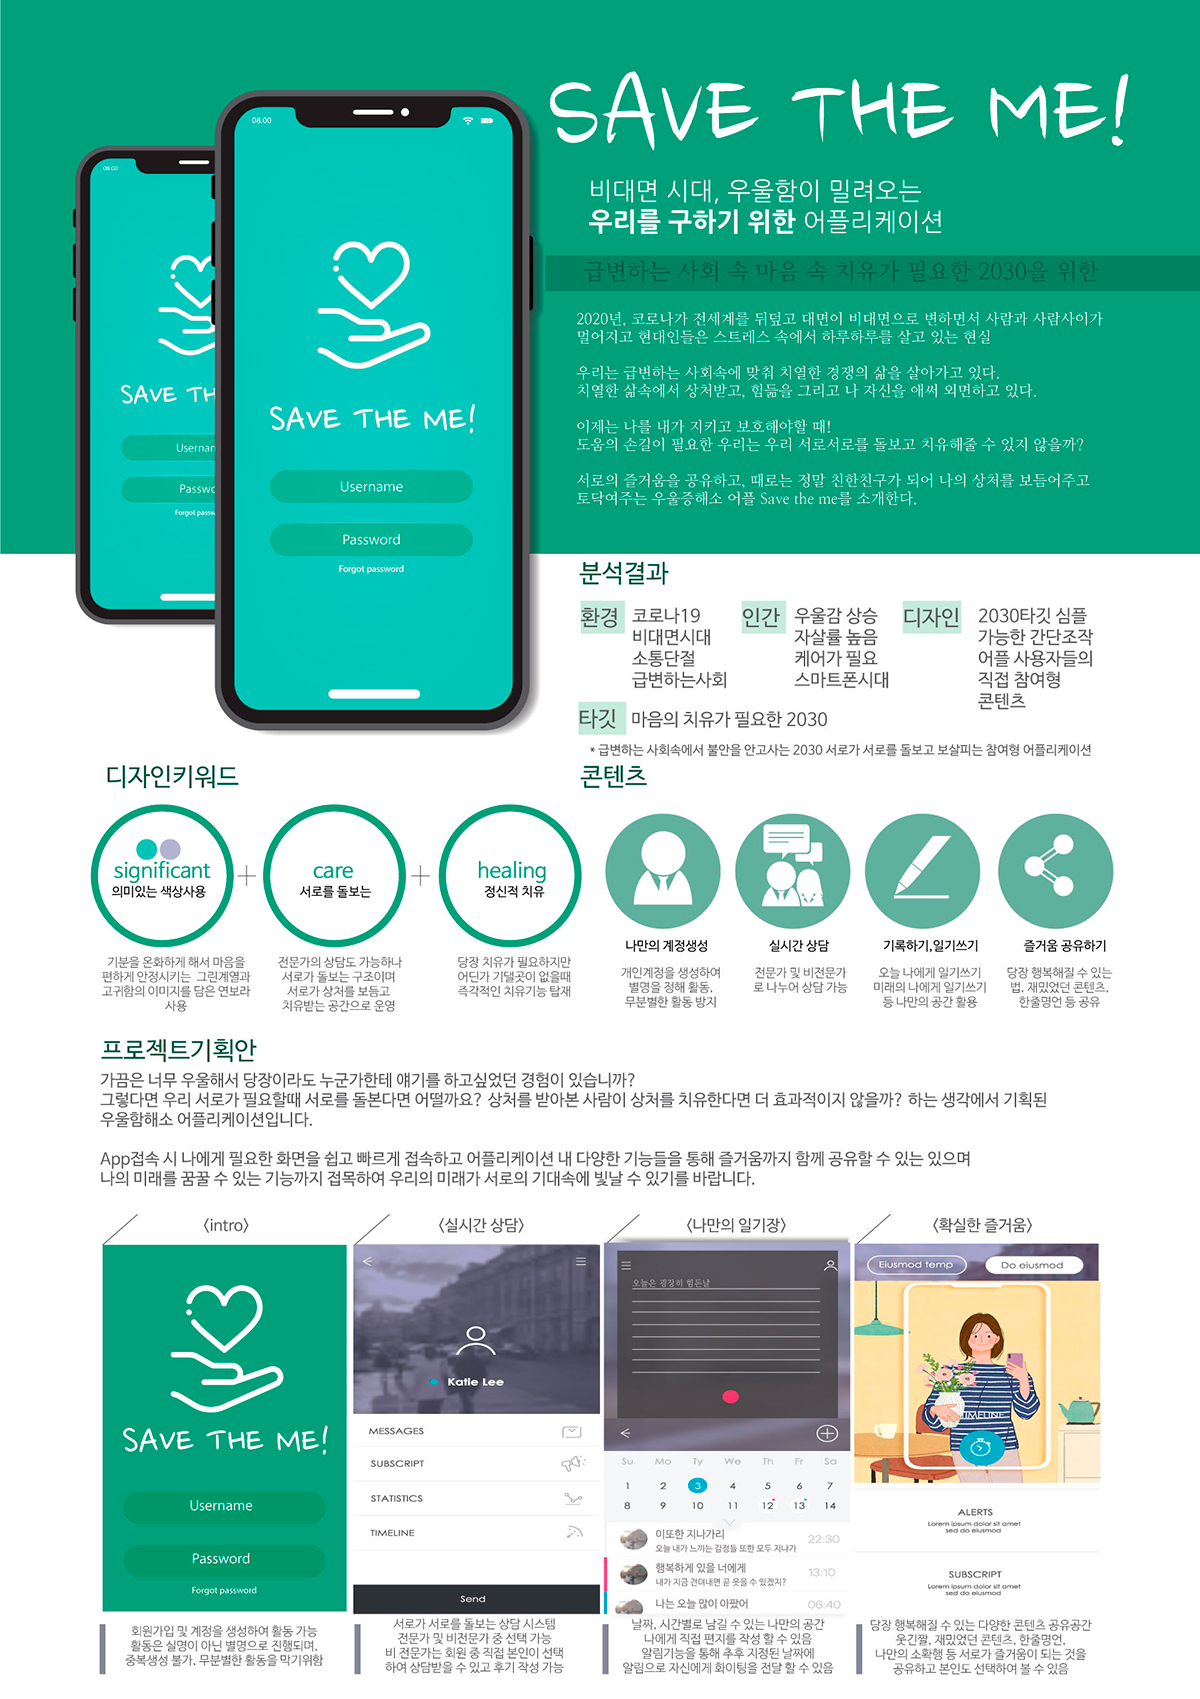 SAVE THE ME!
비대면 시대, 우울함이 밀려오는
우리를 구하기 위한 어플리케이션
급변하는 사회 속 마음 속 치유가 필요한 2030을 위한
2020년, 코로나가 전세계를 뒤덮고 대면이 비대면으로 변하면서 사람과 사람사이가
멀어지고 현대인들은 스트레스 속에서 하루하루를 살고 있는 현실
우리는 급변하는 사회속에 맞춰 치열한 경쟁의 삶을 살아가고 있다.
치열한 삶속에서 상처받고, 힘듦을 그리고 나 자신을 애써 외면하고 있다.
이제는 나를 내가 지키고 보호해야할 때!
도움의 손길이 필요한 우리는 우리 서로서로를 돌보고 치유해줄 수 있지 않을까?
서로의 즐거움을 공유하고, 때로는 정말 친한친구가 되어 나의 상처를 보듬어주고
토닥여주는 우울증해소 어플 Save the me를 소개한다.
08.00
SAVE TH
Usernan
Passwo
Forgot passw
08.00
SAVE THE ME!
Username
Password
Forgot password
분석결과
환경 코로나19
비대면시대
소통단절
급변하는사회
인간 우울감 상승
자살률 높음
케어가 필요
스마트폰시대
디자인 2030타깃 심플
가능한 간단조작
어플 사용자들의
직접 참여형
콘텐츠
타깃 마음의 치유가 필요한 2030
* 급변하는 사회속에서 불안을 안고사는 2030 서로가 서로를 돌보고 보살피는 참여형 어플리케이션
디자인키워드
significant
의미있는 색상사용
care
서로를 돌보는
healing
정신적 치유
기분을 온화하게 해서 마음을
편하게 안정시키는 그린계열과
고귀함의 이미지를 담은 연보라
사용
전문가의 상담도 가능하나
서로가 돌보는 구조이며
서로가 상처를 보듬고
치유받는 공간으로 운영
당장 치유가 필요하지만
어딘가 기댈곳이 없을때
즉각적인 치유기능 탑재
콘텐츠
나만의 계정생성
개인계정을 생성하여
별명을 정해 활동,
무분별한 활동 방지
실시간 상담
전문가 및 비전문가
로 나누어 상담 가능
기록하기,일기쓰기
오늘 나에게 일기쓰기
미래의 나에게 일기쓰기
등 나만의 공간 활용
즐거움 공유하기
당장 행복해질 수 있는
법, 재밌었던 콘텐츠,
한줄명언 등 공유
프로젝트기획안
가끔은 너무 우울해서 당장이라도 누군가한테 얘기를 하고싶었던 경험이 있습니까?
그렇다면 우리 서로가 필요할때 서로를 돌본다면 어떨까요? 상처를 받아본 사람이 상처를 치유한다면 더 효과적이지 않을까? 하는 생각에서 기획된
우울함해소 어플리케이션입니다.
App접속 시 나에게 필요한 화면을 쉽고 빠르게 접속하고 어플리케이션 내 다양한 기능들을 통해 즐거움까지 함께 공유할 수 있는 있으며
나의 미래를 꿈꿀 수 있는 기능까지 접목하여 우리의 미래가 서로의 기대속에 빛날 수 있기를 바랍니다.
<intro>
SAVE THE ME!
Username
Password
Forgot password
회원가입 및 계정을 생성하여 활동 가능
활동은 실명이 아닌 별명으로 진행되며,
중복생성 불가, 무분별한 활동을 막기위함
<실시간 상담>
Katie Lee
MESSAGES
SUBSCRIPT
STATISTICS
TIMELINE
Send
서로가 서로를 돌보는 상담 시스템
전문가 및 비전문가 중 선택 가능
비 전문가는 회원 중 직접 본인이 선택
하여 상담받을 수 있고 후기 작성 가능
<나만의 일기장>
오늘은 굉장히 힘든날
Su Mo Ty We Th Fr Sa
1 2 3 4 5 6 7
8 9 10 11 12 13 14
이또한 지나가리 22:30
오늘 내가 느끼는 감정들 또한 모두 지나가
행복하게 있을 너에게 13:10
내가 지금 견뎌내면 곧 웃을 수 있겠지?
나는 오늘 많이 아팠어 06:40
날짜, 시간별로 남길 수 있는 나만의 공간
나에게 직접 편지를 작성 할 수 있음
알림기능을 통해 추후 지정된 날짜에
알림으로 자신에게 화이팅을 전달 할 수 있음
<확실한 즐거움>
Eiusmod temp
Do eiusmod
TIMELINE
ALERTS
Lorem ipsum dolor sit amet
sed do eiusmod
SUBSCRIPT
Lorem ipsum dolor sit amet
sed do eiusmod
당장 행복해질 수 있는 다양한 콘텐츠 공유공간
웃긴짤, 재밌었던 콘텐츠, 한줄명언,
나만의 소확행 등 서로가 즐거움이 되는 것을
공유하고 본인도 선택하여 볼 수 있음